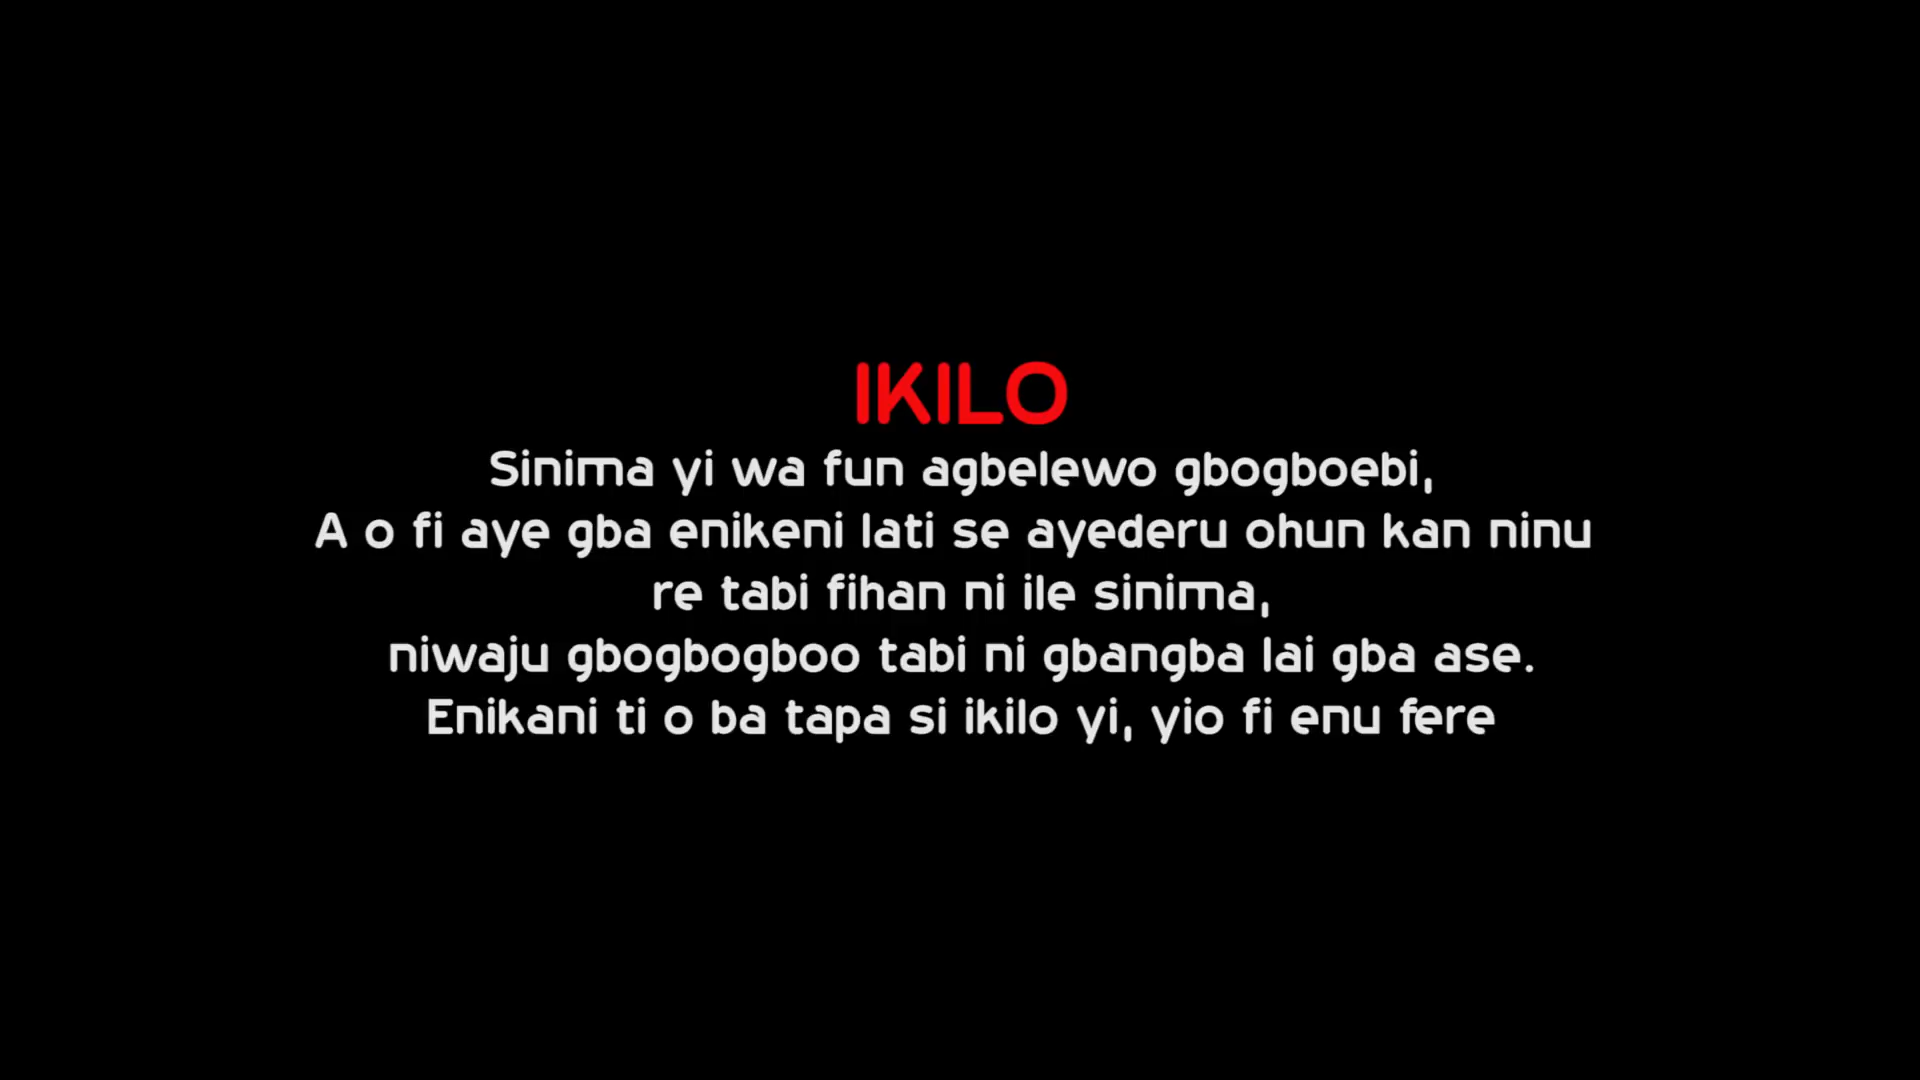 IKILO
Sinima yi wa fun agbelewo gbogboebi,
A o fi aye gba enikeni lati se ayederu ohun kan ninu
re tabi fihan ni ile sinima,
niwaju gbogbogboo tabi ni gbangba lai gba ase.
Enikani ti o ba tapa si ikilo yi, yio fi enu fere